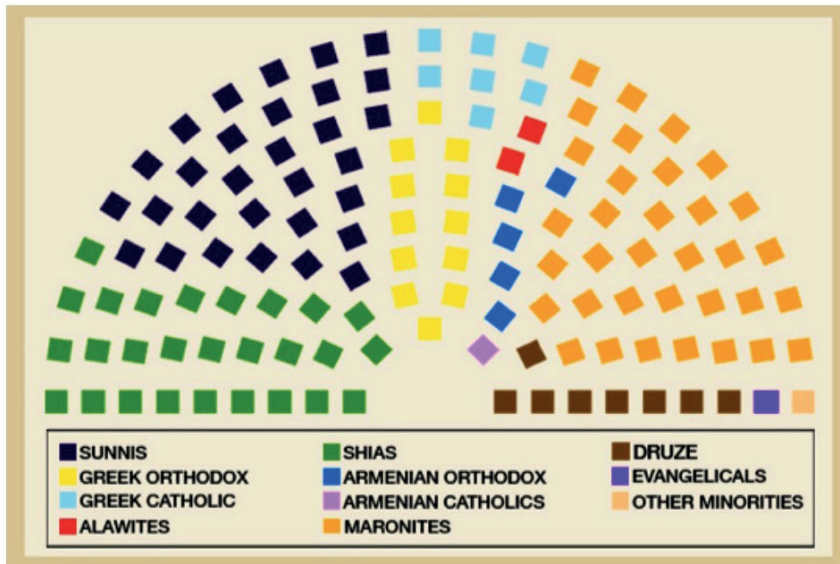 SUNNIS SHIAS DRUZE
GREEK ORTHODOX ARMENIAN ORTHODOX EVANGELICALS
GREEK CATHOLIC ARMENIAN CATHOLICS OTHER MINORITIES
ALAWITES MARONITES